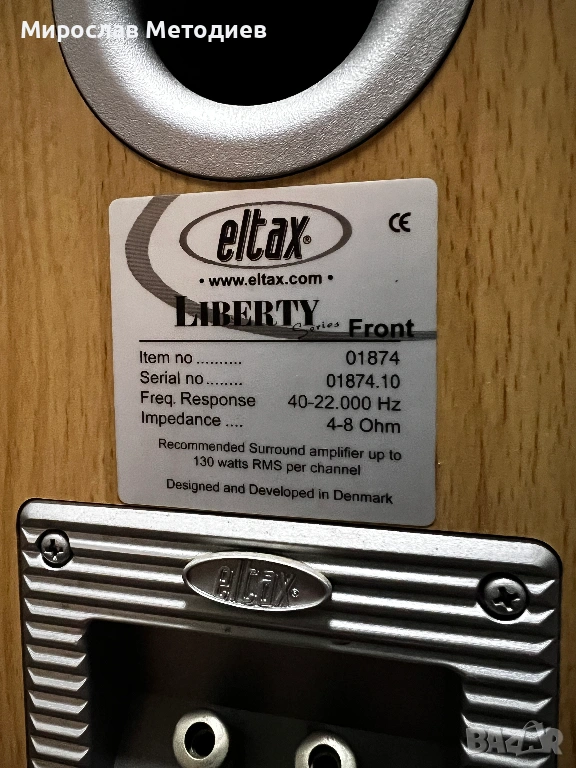 Мирослав Методиев
eltax®
• www.eltax.com •
CE
LIBERTY
Series Front
Item no .......... 01874
Serial no........ 01874.10
Freq. Response 40-22.000 Hz
Impedance .... 4-8 Ohm
Recommended Surround amplifier up to
130 watts RMS per channel
Designed and Developed in Denmark
eltax®
BAZAR